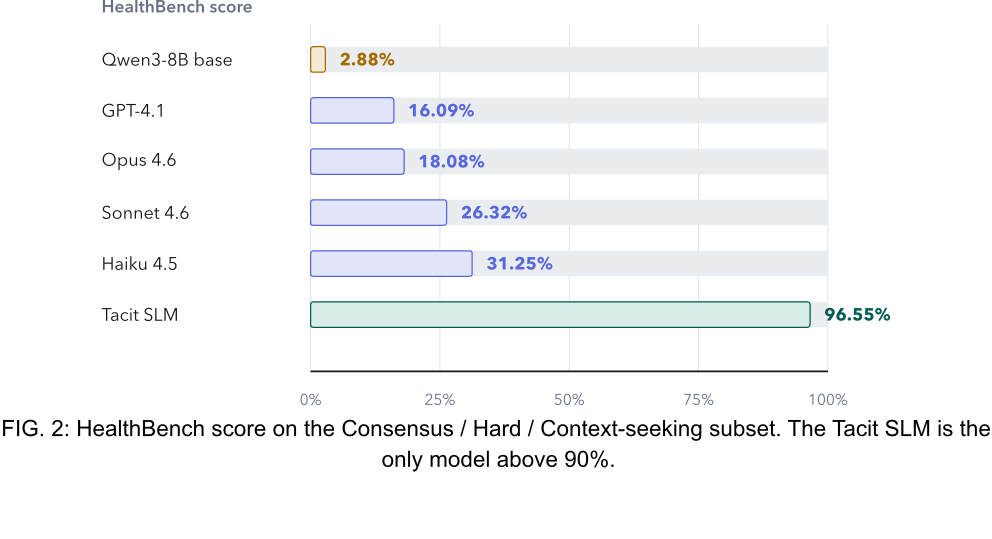 HealthBench score
Qwen3-8B base 2.88%
GPT-4.1 16.09%
Opus 4.6 18.08%
Sonnet 4.6 26.32%
Haiku 4.5 31.25%
Tacit SLM 96.55%
0% 25% 50% 75% 100%
FIG. 2: HealthBench score on the Consensus / Hard / Context-seeking subset. The Tacit SLM is the
only model above 90%.